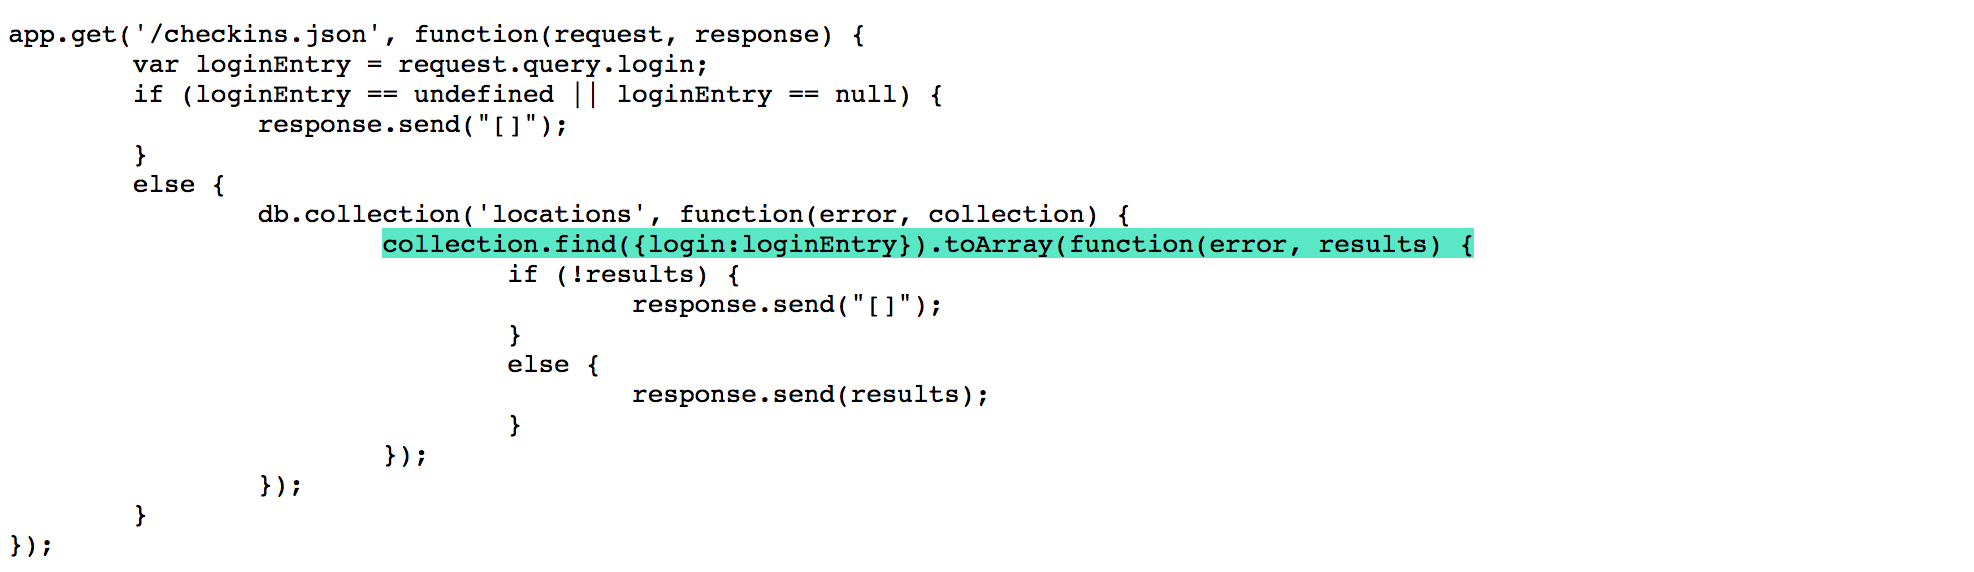 app.get('/checkins.json', function(request, response) {
        var loginEntry = request.query.login;
        if (loginEntry == undefined || loginEntry == null) {
                response.send("[]");
        }
        else {
                db.collection('locations', function(error, collection) {
                        collection.find({login:loginEntry}).toArray(function(error, results) {
                                if (!results) {
                                        response.send("[]");
                                }
                                else {
                                        response.send(results);
                                }
                        });
                });
        }
});